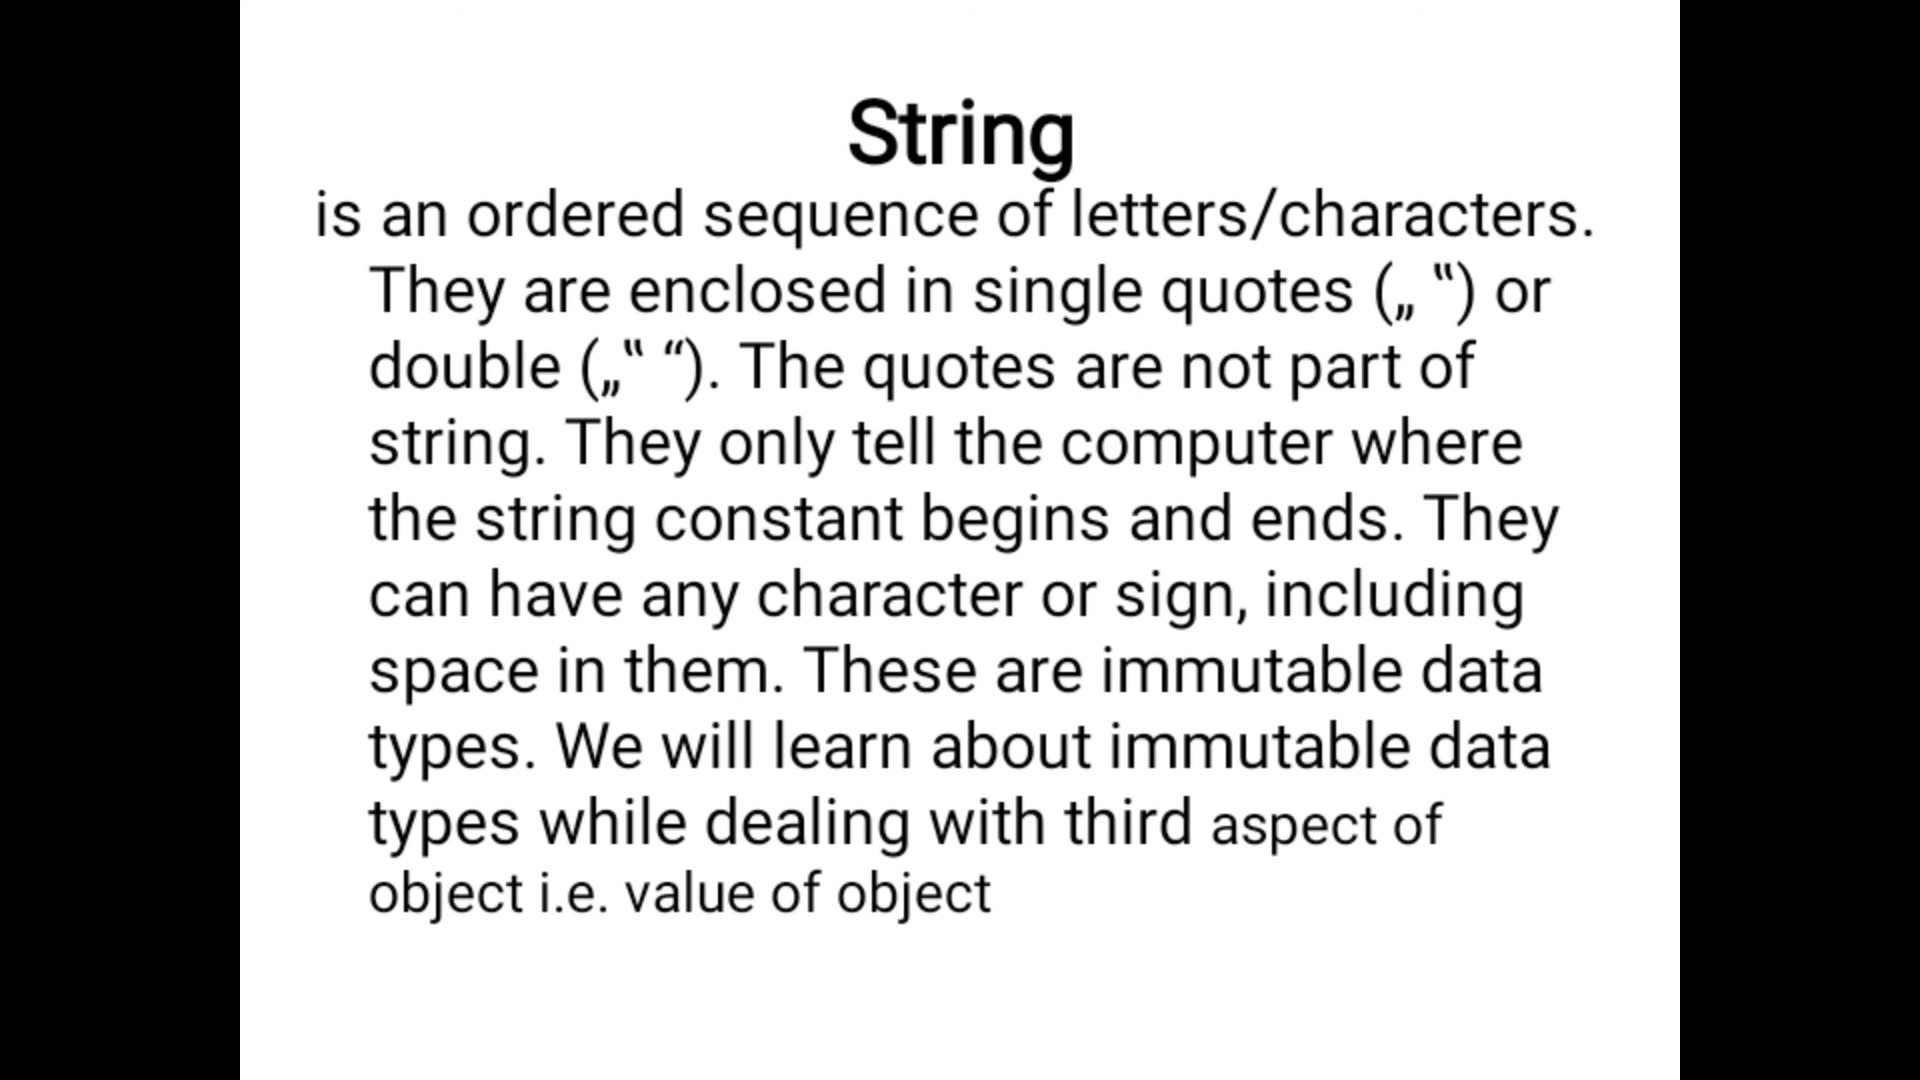 String
is an ordered sequence of letters/characters.
They are enclosed in single quotes („ ‟) or
double („‟ “). The quotes are not part of
string. They only tell the computer where
the string constant begins and ends. They
can have any character or sign, including
space in them. These are immutable data
types. We will learn about immutable data
types while dealing with third aspect of
object i.e. value of object